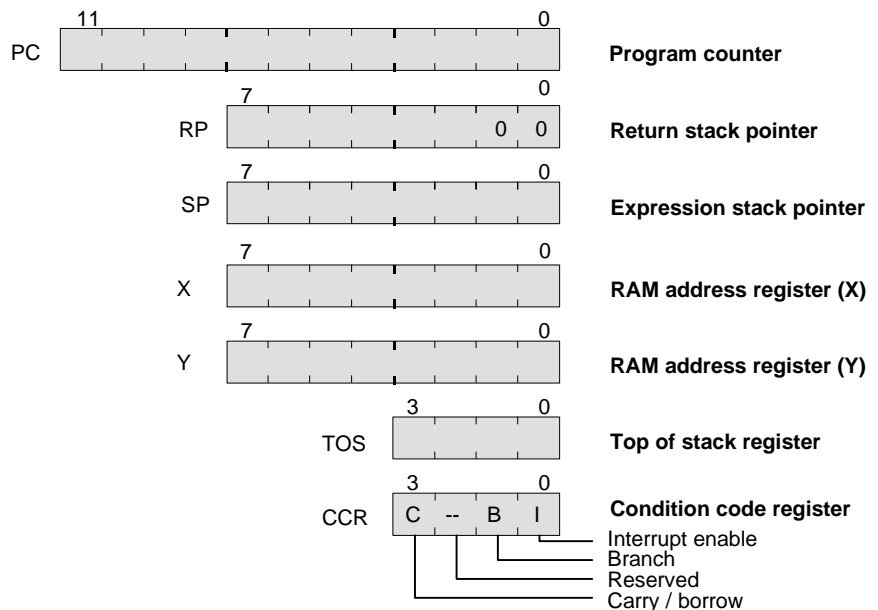 11 0
PC Program counter
7 0
RP 0 0 Return stack pointer
7 0
SP Expression stack pointer
7 0
X RAM address register (X)
7 0
Y RAM address register (Y)
3 0
TOS Top of stack register
3 0
CCR C -- B I Condition code register
Interrupt enable
Branch
Reserved
Carry / borrow